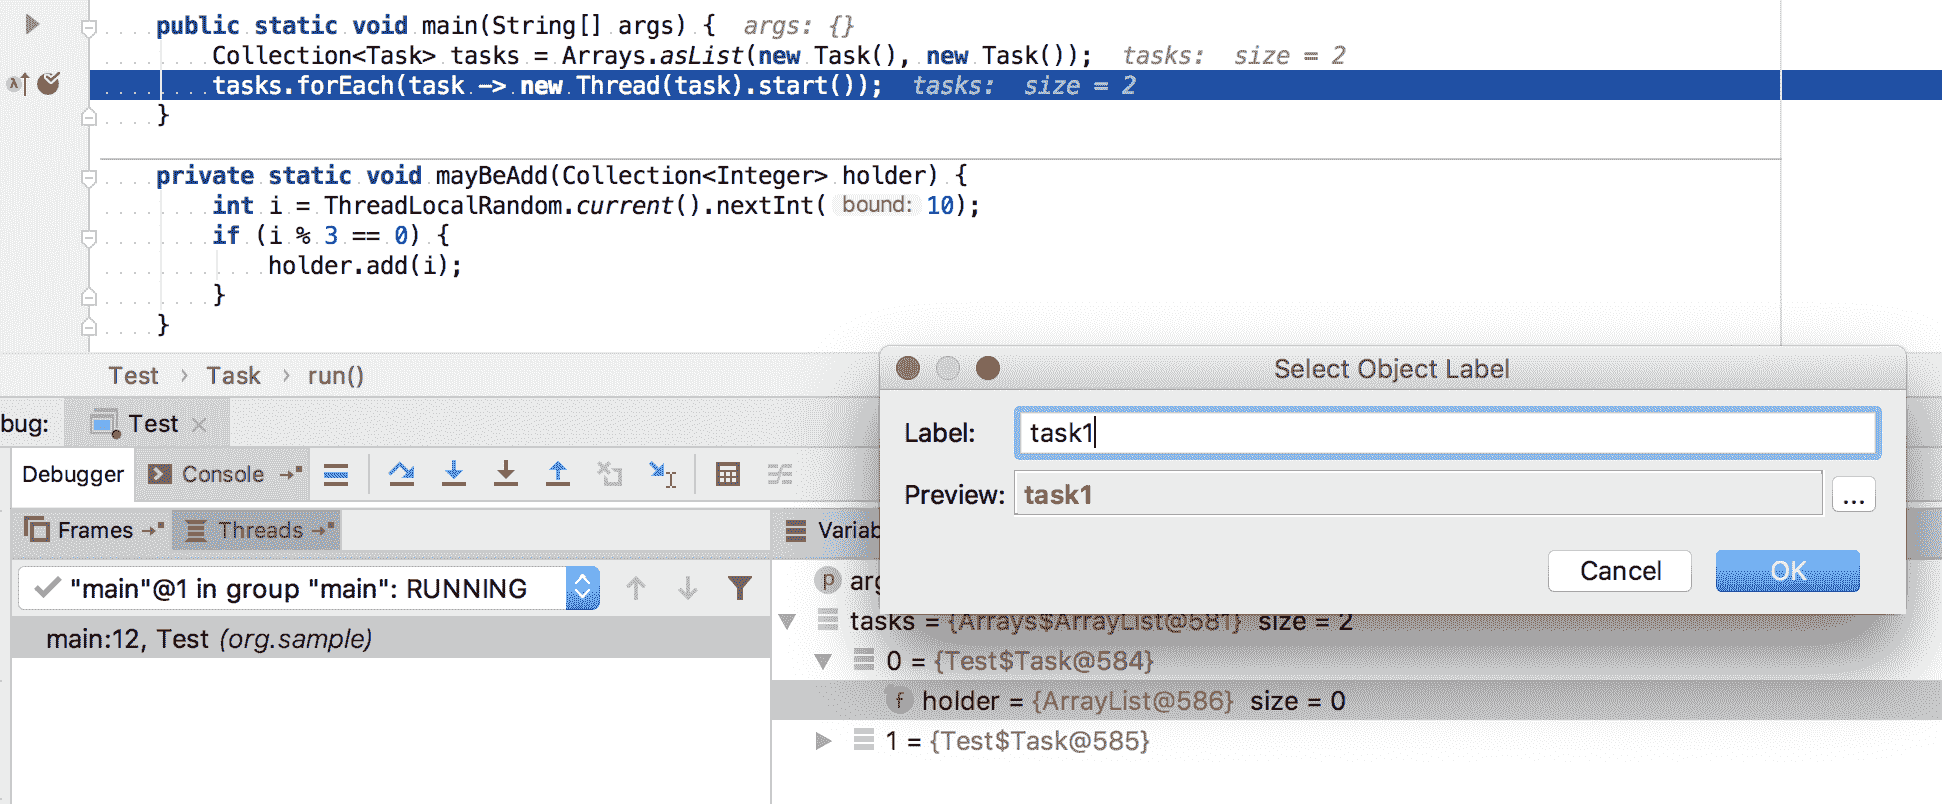 public static void main(String[] args) { args: {}
Collection<Task> tasks = Arrays.asList(new Task(), new Task()); tasks: size = 2
tasks.forEach(task -> new Thread(task).start()); tasks: size = 2
}
private static void mayBeAdd(Collection<Integer> holder) {
int i = ThreadLocalRandom.current().nextInt( bound: 10);
if (i % 3 == 0) {
holder.add(i);
}
}
Test › Task › run()
bug: Test ×
Debugger Console
Frames Threads
"main"@1 in group "main": RUNNING
main:12, Test (org.sample)
Variab
p arg
tasks = {Arrays$ArrayList@581} size = 2
0 = {Test$Task@584}
f holder = {ArrayList@586} size = 0
1 = {Test$Task@585}
Select Object Label
Label: task1
Preview: task1 ...
Cancel OK